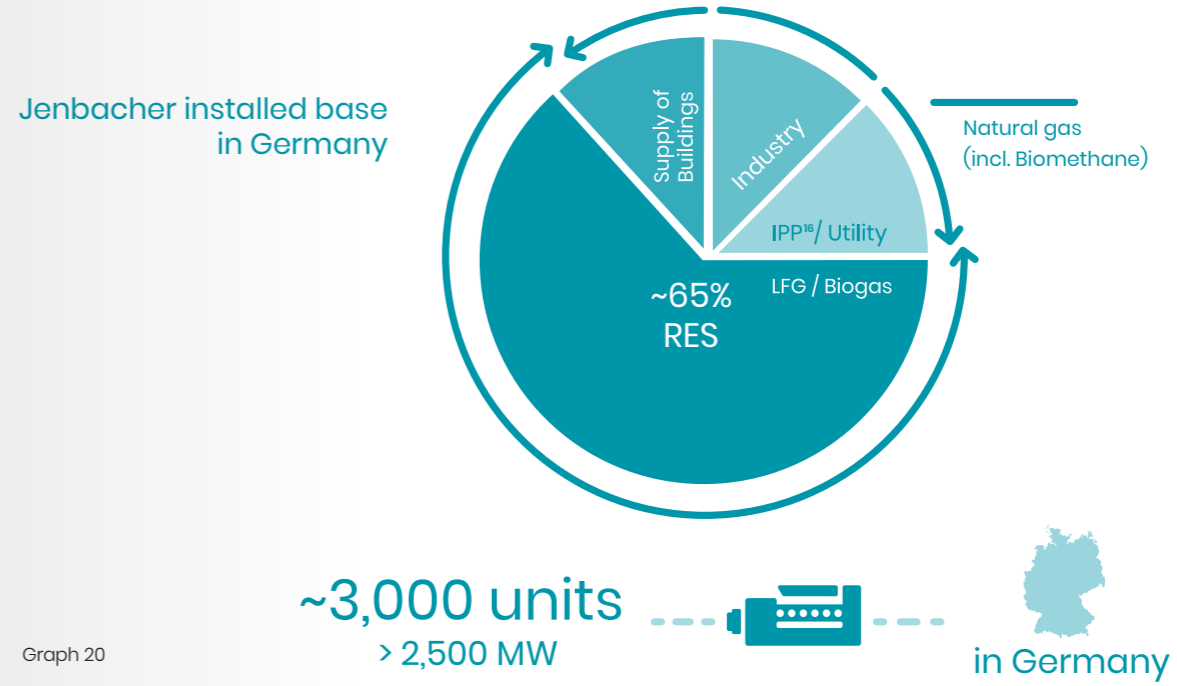 Jenbacher installed base
in Germany
Supply of
Buildings
Industry
IPP¹⁶/ Utility
LFG / Biogas
~65%
RES
Natural gas
(incl. Biomethane)
~3,000 units
> 2,500 MW
in Germany
Graph 20